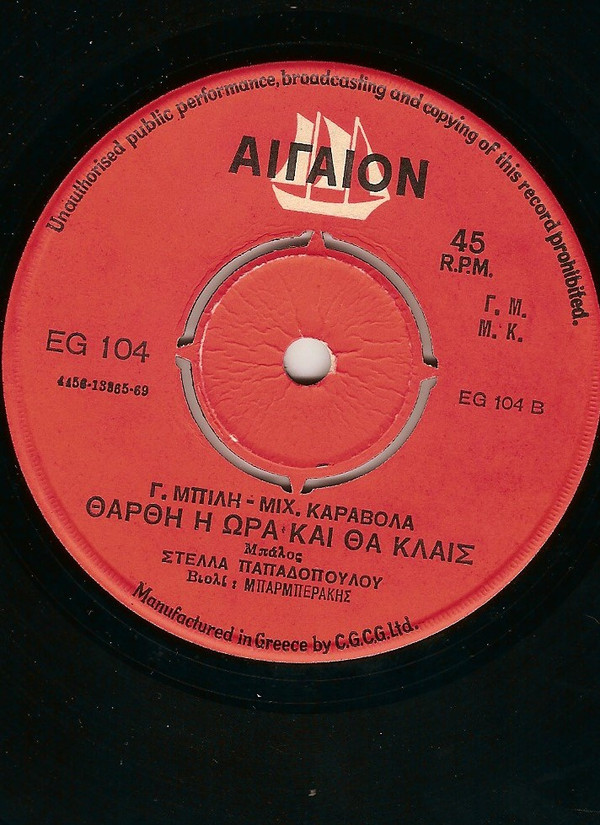 Unauthorised public performance, broadcasting and copying of this record prohibited.
ΑΙΓΑΙΟΝ
45
R.P.M.
Γ. Μ.
Μ. Κ.
EG 104
4456-13865-69
EG 104 B
Γ. ΜΠΙΛΗ - ΜΙΧ. ΚΑΡΑΒΟΛΑ
ΘΑΡΘΗ Η ΩΡΑ ΚΑΙ ΘΑ ΚΛΑΙΣ
Μπάλος
ΣΤΕΛΛΑ ΠΑΠΑΔΟΠΟΥΛΟΥ
Βιολί : ΜΠΑΡΜΠΕΡΑΚΗΣ
Manufactured in Greece by C.G.C.G. Ltd.